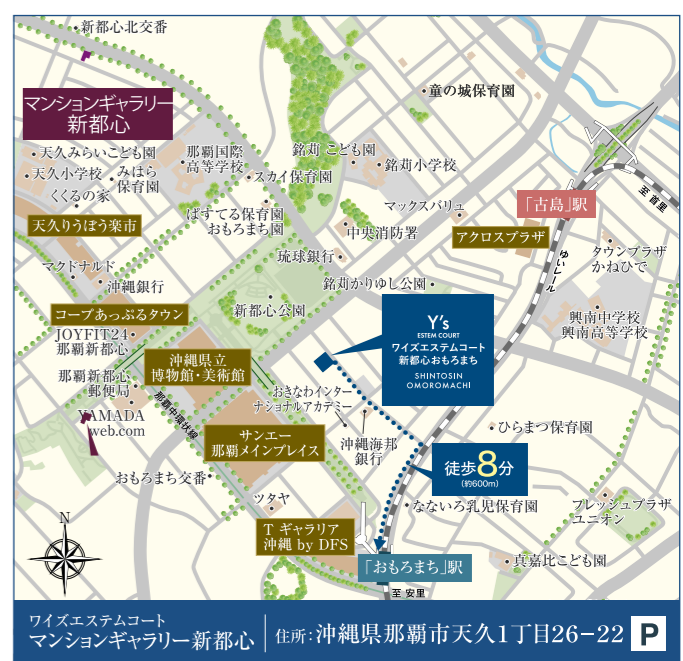 新都心北交番
マンションギャラリー
新都心
童の城保育園
天久みらいこども園
天久小学校
みはら
保育園
くくるの家
那覇国際
高等学校
スカイ保育園
銘苅 こども園
銘苅小学校
至 首里
「古島」駅
天久りうぼう楽市
ぱすてる保育園
おもろまち園
マックスバリュ
中央消防署
アクロスプラザ
ゆいレール
タウンプラザ
かねひで
マクドナルド
沖縄銀行
琉球銀行
銘苅かりゆし公園
新都心公園
コープあっぷるタウン
JOYFIT24
那覇新都心
Y's
ESTEM COURT
ワイズエステムコート
新都心おもろまち
SHINTOSIN
OMOROMACHI
興南中学校
興南高等学校
沖縄県立
博物館・美術館
那覇新都心
郵便局
おきなわインター
ナショナルアカデミー
YAMADA
web.com
那覇中環状線
サンエー
那覇メインプレイス
沖縄海邦
銀行
ひらまつ保育園
徒歩8分
(約600m)
おもろまち交番
ツタヤ
なないろ乳児保育園
フレッシュプラザ
ユニオン
N
T ギャラリア
沖縄 by DFS
「おもろまち」駅
真嘉比こども園
至 安里
ワイズエステムコート
マンションギャラリー新都心
住所:沖縄県那覇市天久1丁目26−22
P